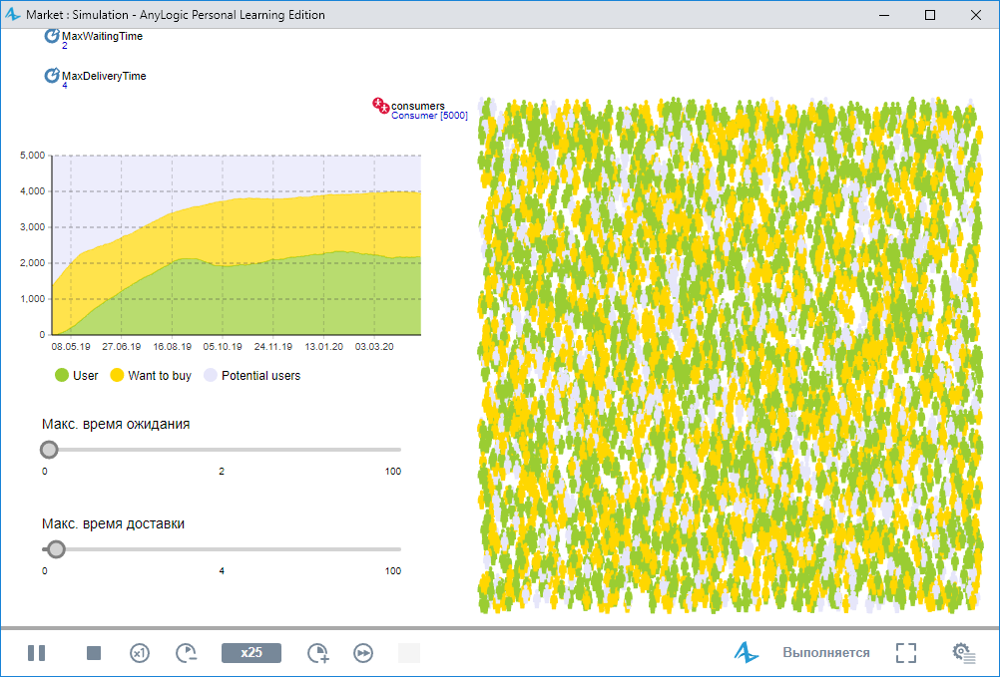 Market : Simulation - AnyLogic Personal Learning Edition
MaxWaitingTime
2
MaxDeliveryTime
4
consumers
Consumer [5000]
5,000
4,000
3,000
2,000
1,000
0
08.05.19 27.06.19 16.08.19 05.10.19 24.11.19 13.01.20 03.03.20
User Want to buy Potential users
Макс. время ожидания
0 2 100
Макс. время доставки
0 4 100
x1 x25 Выполняется